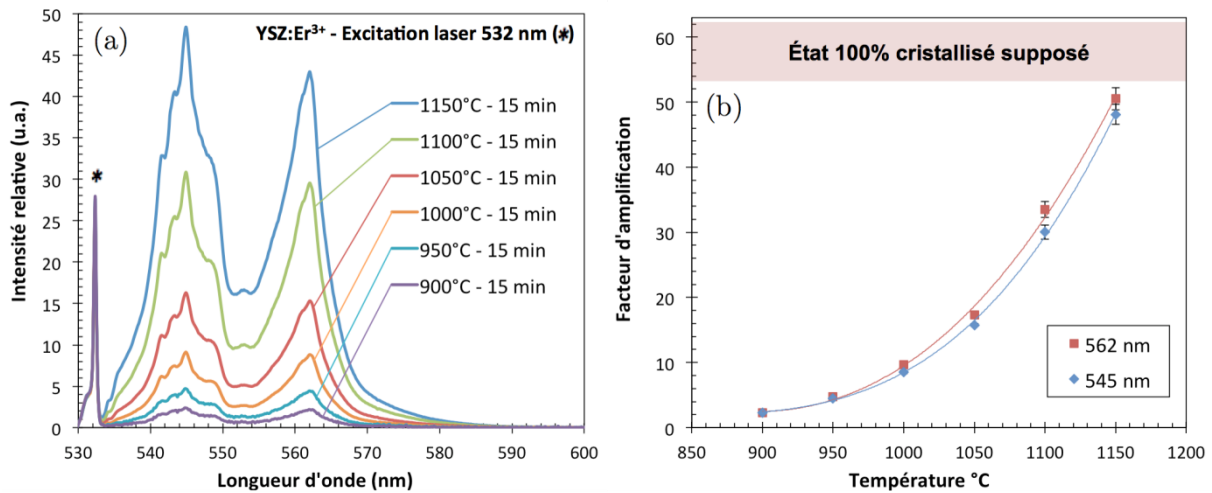 (a)
YSZ:Er³⁺ - Excitation laser 532 nm (*)
*
1150°C - 15 min
1100°C - 15 min
1050°C - 15 min
1000°C - 15 min
950°C - 15 min
900°C - 15 min
Intensité relative (u.a.)
50
45
40
35
30
25
20
15
10
5
0
530 540 550 560 570 580 590 600
Longueur d'onde (nm)
État 100% cristallisé supposé
(b)
Facteur d'amplification
60
50
40
30
20
10
0
562 nm
545 nm
850 900 950 1000 1050 1100 1150 1200
Température °C